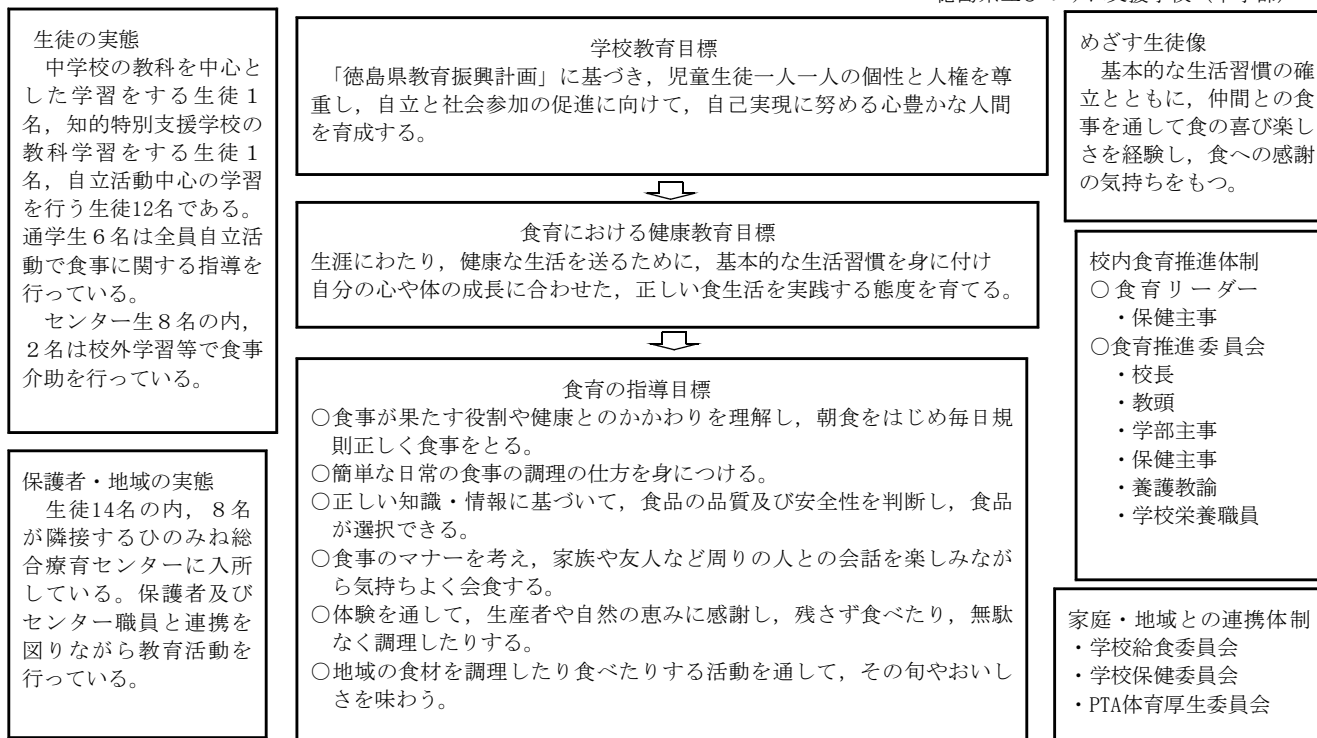 生徒の実態
中学校の教科を中心と
した学習をする生徒１
名，知的特別支援学校の
教科学習をする生徒１
名，自立活動中心の学習
を行う生徒12名である。
通学生６名は全員自立活
動で食事に関する指導を
行っている。
センター生８名の内，
２名は校外学習等で食事
介助を行っている。
保護者・地域の実態
生徒14名の内，８名
が隣接するひのみね総
合療育センターに入所
している。保護者及び
センター職員と連携を
図りながら教育活動を
行っている。
学校教育目標
「徳島県教育振興計画」に基づき，児童生徒一人一人の個性と人権を尊
重し，自立と社会参加の促進に向けて，自己実現に努める心豊かな人間
を育成する。
食育における健康教育目標
生涯にわたり，健康な生活を送るために，基本的な生活習慣を身に付け
自分の心や体の成長に合わせた，正しい食生活を実践する態度を育てる。
食育の指導目標
○食事が果たす役割や健康とのかかわりを理解し，朝食をはじめ毎日規
則正しく食事をとる。
○簡単な日常の食事の調理の仕方を身につける。
○正しい知識・情報に基づいて，食品の品質及び安全性を判断し，食品
が選択できる。
○食事のマナーを考え，家族や友人など周りの人との会話を楽しみなが
ら気持ちよく会食する。
○体験を通して，生産者や自然の恵みに感謝し，残さず食べたり，無駄
なく調理したりする。
○地域の食材を調理したり食べたりする活動を通して，その旬やおいし
さを味わう。
めざす生徒像
基本的な生活習慣の確
立とともに，仲間との食
事を通して食の喜び楽し
さを経験し，食への感謝
の気持ちをもつ。
校内食育推進体制
○食育リーダー
・保健主事
○食育推進委員会
・校長
・教頭
・学部主事
・保健主事
・養護教諭
・学校栄養職員
家庭・地域との連携体制
・学校給食委員会
・学校保健委員会
・PTA体育厚生委員会